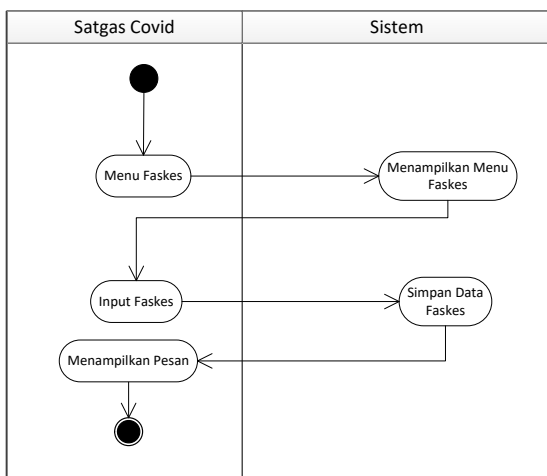 Satgas Covid
Sistem
Menu Faskes
Menampilkan Menu
Faskes
Input Faskes
Simpan Data
Faskes
Menampilkan Pesan